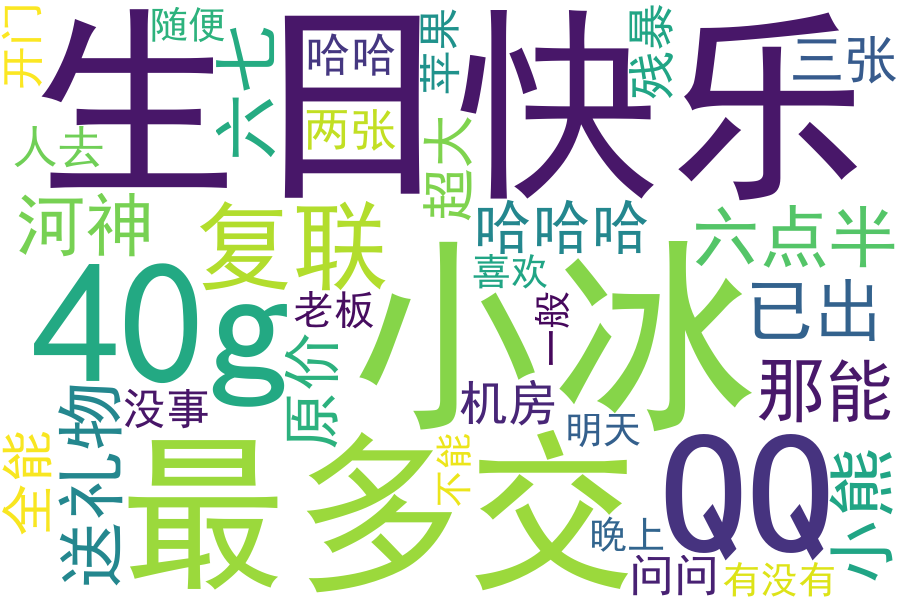 开门
随便
六七
生日快乐
哈哈
苹果
残暴
三张
两张
人去
超大
河神
复联
哈哈哈
六点半
喜欢
40g
小冰
老板
一般
已出
原价
那能
没事
送礼物
机房
明天
全能
最多交
不能
QQ
小熊
晚上
问问
有没有